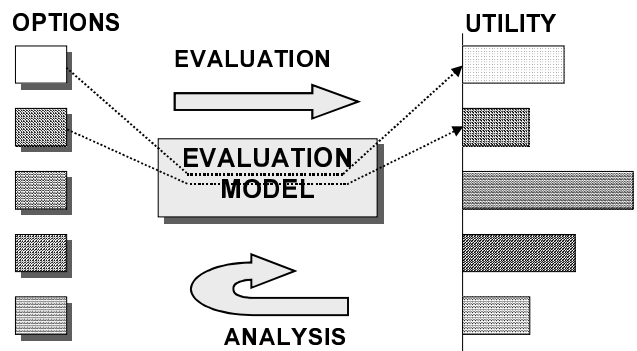 OPTIONS
UTILITY
EVALUATION
EVALUATION
MODEL
ANALYSIS